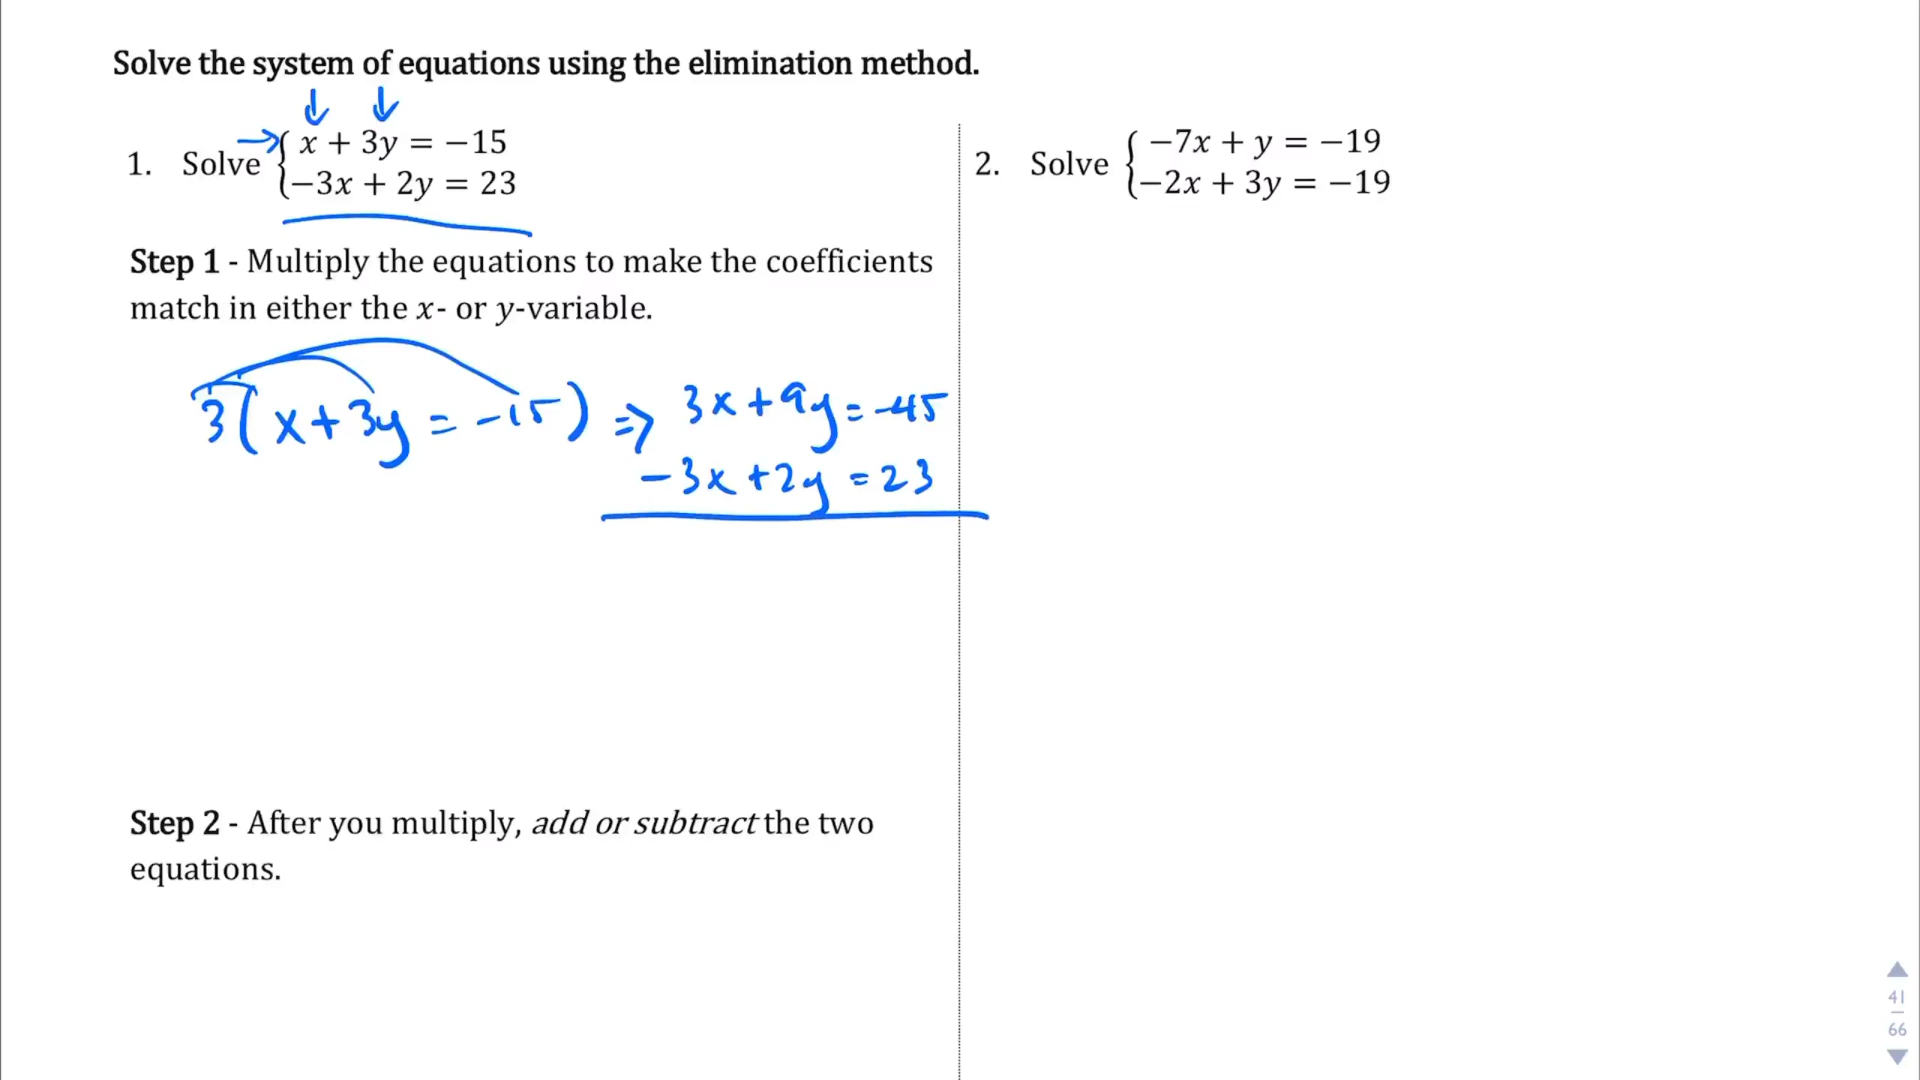 Solve the system of equations using the elimination method.
1. Solve { x + 3y = −15
−3x + 2y = 23
Step 1 - Multiply the equations to make the coefficients
match in either the x- or y-variable.
3(x+3y = -15) ⇒ 3x+9y=-45
-3x+2y=23
Step 2 - After you multiply, add or subtract the two
equations.
2. Solve { −7x + y = −19
−2x + 3y = −19
41
66